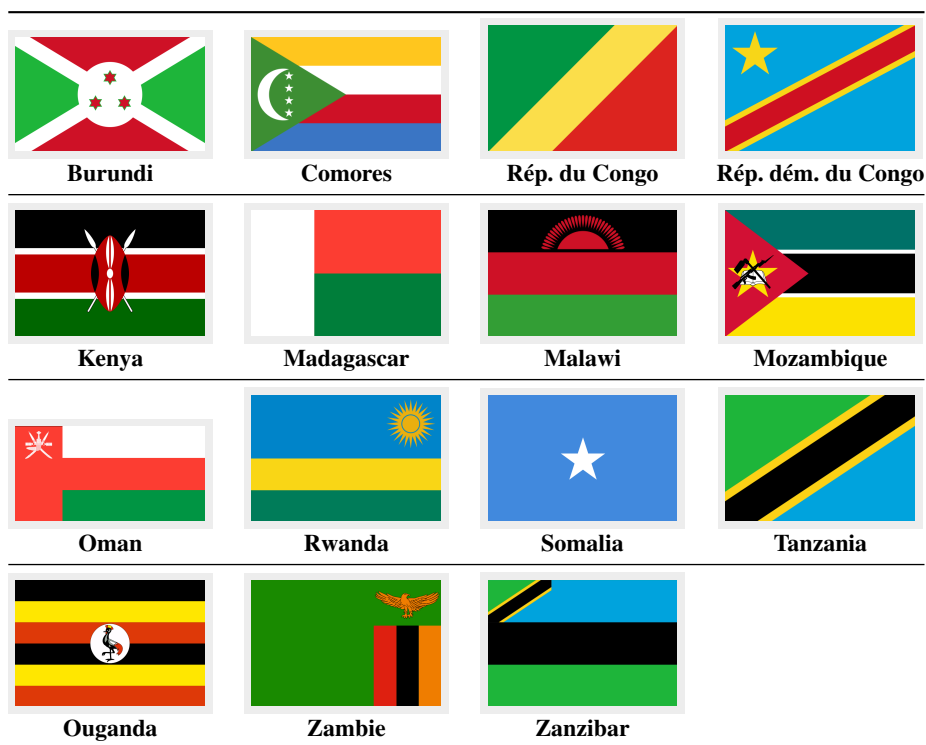 Burundi Comores Rép. du Congo Rép. dém. du Congo
Kenya Madagascar Malawi Mozambique
Oman Rwanda Somalia Tanzania
Ouganda Zambie Zanzibar